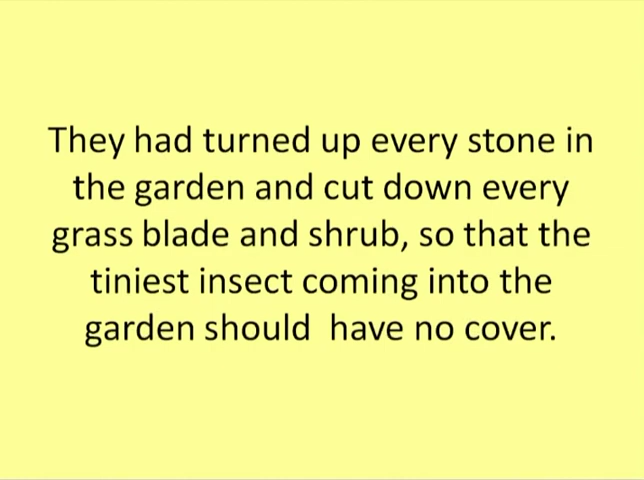 They had turned up every stone in
the garden and cut down every
grass blade and shrub, so that the
tiniest insect coming into the
garden should  have no cover.